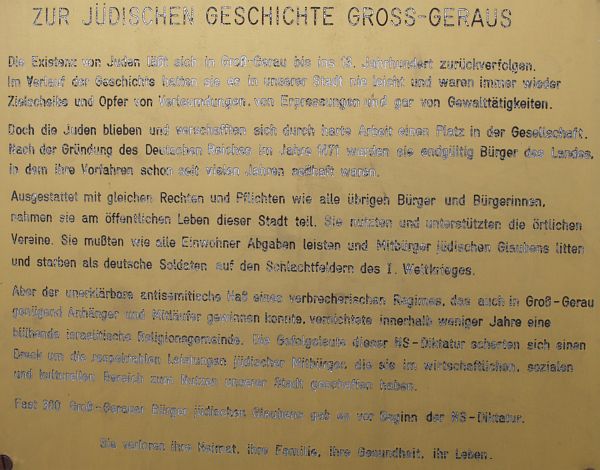 ZUR JÜDISCHEN GESCHICHTE GROSS-GERAUS
Die Existenz von Juden läßt sich in Groß-Gerau bis ins 13. Jahrhundert zurückverfolgen.
Im Verlauf der Geschichte hatten sie es in unserer Stadt nie leicht und waren immer wieder
Zielscheibe und Opfer von Verleumdungen, von Erpressungen und gar von Gewalttätigkeiten.
Doch die Juden blieben und verschafften sich durch harte Arbeit einen Platz in der Gesellschaft.
Nach der Gründung des Deutschen Reiches im Jahre 1871 wurden sie endgültig Bürger des Landes,
in dem ihre Vorfahren schon seit vielen Jahren seßhaft waren.
Ausgestattet mit gleichen Rechten und Pflichten wie alle übrigen Bürger und Bürgerinnen,
nahmen sie am öffentlichen Leben dieser Stadt teil. Sie nutzten und unterstützten die örtlichen
Vereine. Sie mußten wie alle Einwohner Abgaben leisten und Mitbürger jüdischen Glaubens litten
und starben als deutsche Soldaten auf den Schlachtfeldern des I. Weltkrieges.
Aber der unerklärbare antisemitische Haß eines verbrecherischen Regimes, das auch in Groß-Gerau
genügend Anhänger und Mitläufer gewinnen konnte, vernichtete innerhalb weniger Jahre eine
blühende israelitische Religionsgemeinde. Die Gefolgsleute dieser NS-Diktatur scherten sich einen
Dreck um die respektablen Leistungen jüdischer Mitbürger, die sie im wirtschaftlichen, sozialen
und kulturellen Bereich zum Nutzen unserer Stadt geschaffen haben.
Fast Groß-Gerauer Bürger jüdischen Glaubens gab es vor Beginn der NS-Diktatur.
Sie verloren ihre Heimat, ihre Familie, ihre Gesundheit, ihr Leben.